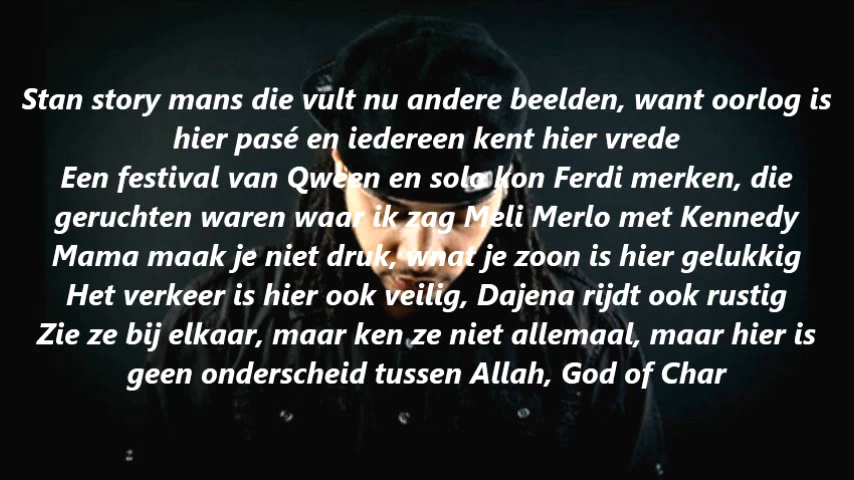 Stan story mans die vult nu andere beelden, want oorlog is
hier pasé en iedereen kent hier vrede
Een festival van Qween en solo kon Ferdi merken, die
geruchten waren waar ik zag Meli Merlo met Kennedy
Mama maak je niet druk, wnat je zoon is hier gelukkig
Het verkeer is hier ook veilig, Dajena rijdt ook rustig
Zie ze bij elkaar, maar ken ze niet allemaal, maar hier is
geen onderscheid tussen Allah, God of Char